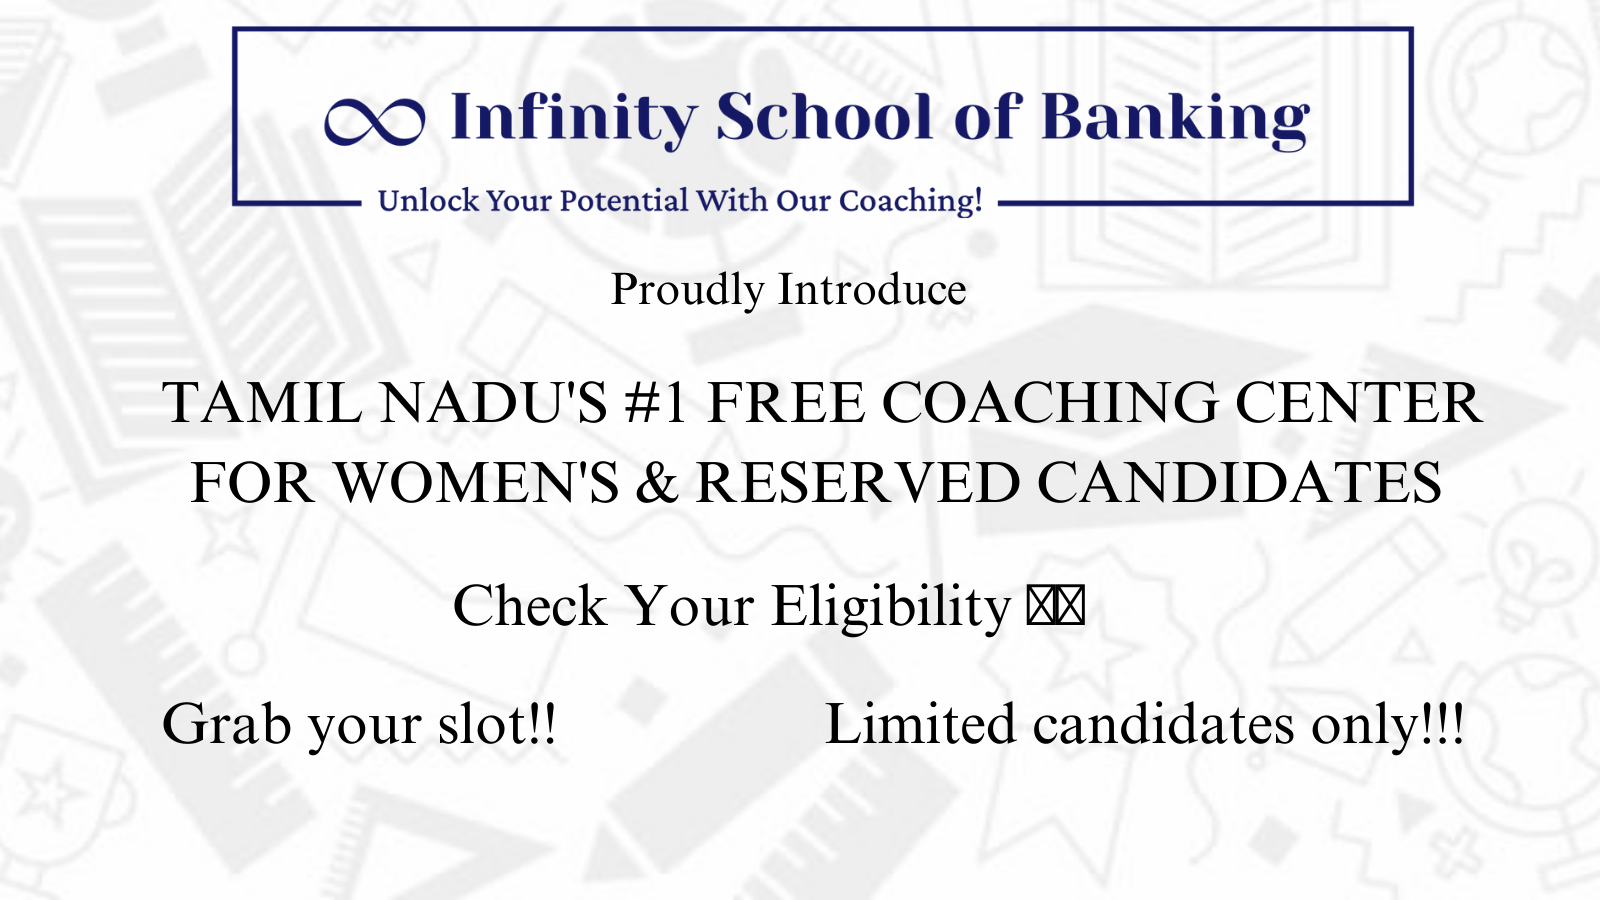 ∞ Infinity School of Banking
Unlock Your Potential With Our Coaching!
Proudly Introduce
TAMIL NADU'S #1 FREE COACHING CENTER
FOR WOMEN'S & RESERVED CANDIDATES
Check Your Eligibility
Grab your slot!!
Limited candidates only!!!